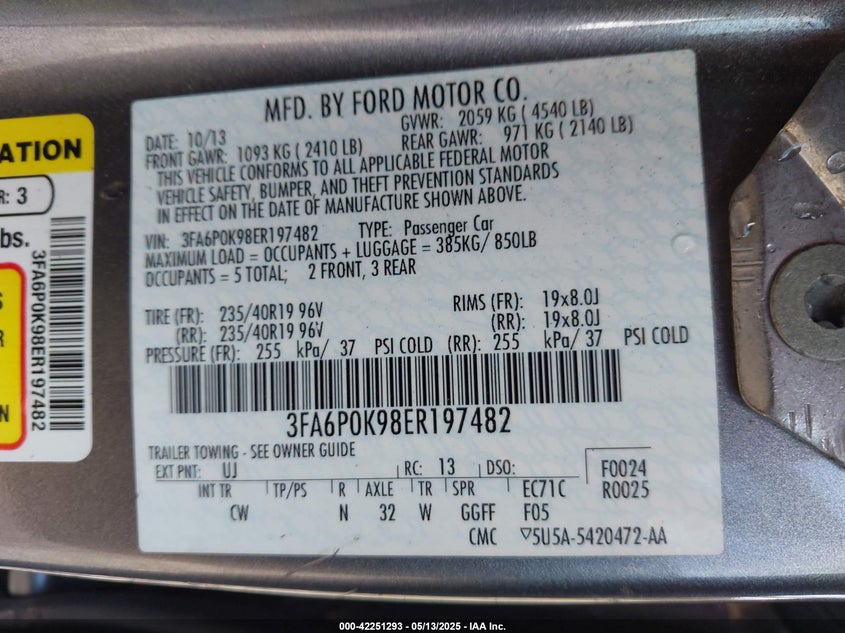 MFD. BY FORD MOTOR CO.
DATE: 10/13 GVWR: 2059 KG ( 4540 LB)
FRONT GAWR: 1093 KG ( 2410 LB) REAR GAWR: 971 KG ( 2140 LB)
THIS VEHICLE CONFORMS TO ALL APPLICABLE FEDERAL MOTOR
VEHICLE SAFETY, BUMPER, AND THEFT PREVENTION STANDARDS
IN EFFECT ON THE DATE OF MANUFACTURE SHOWN ABOVE.
VIN: 3FA6P0K98ER197482 TYPE: Passenger Car
MAXIMUM LOAD = OCCUPANTS + LUGGAGE = 385KG/ 850LB
OCCUPANTS = 5 TOTAL; 2 FRONT, 3 REAR
TIRE (FR): 235/40R19 96V RIMS (FR): 19x8.0J
(RR): 235/40R19 96V (RR): 19x8.0J
PRESSURE (FR): 255 kPa/ 37 PSI COLD (RR): 255 kPa/ 37 PSI COLD
3FA6P0K98ER197482
TRAILER TOWING - SEE OWNER GUIDE
EXT PNT: UJ RC: 13 DSO: F0024
INT TR TP/PS R AXLE TR SPR EC71C R0025
CW N 32 W GGFF F05
CMC ▽5U5A-5420472-AA
ATION
R: 3
bs.
3FA6P0K98ER197482
S
R
N
000-42251293 - 05/13/2025 - IAA Inc.